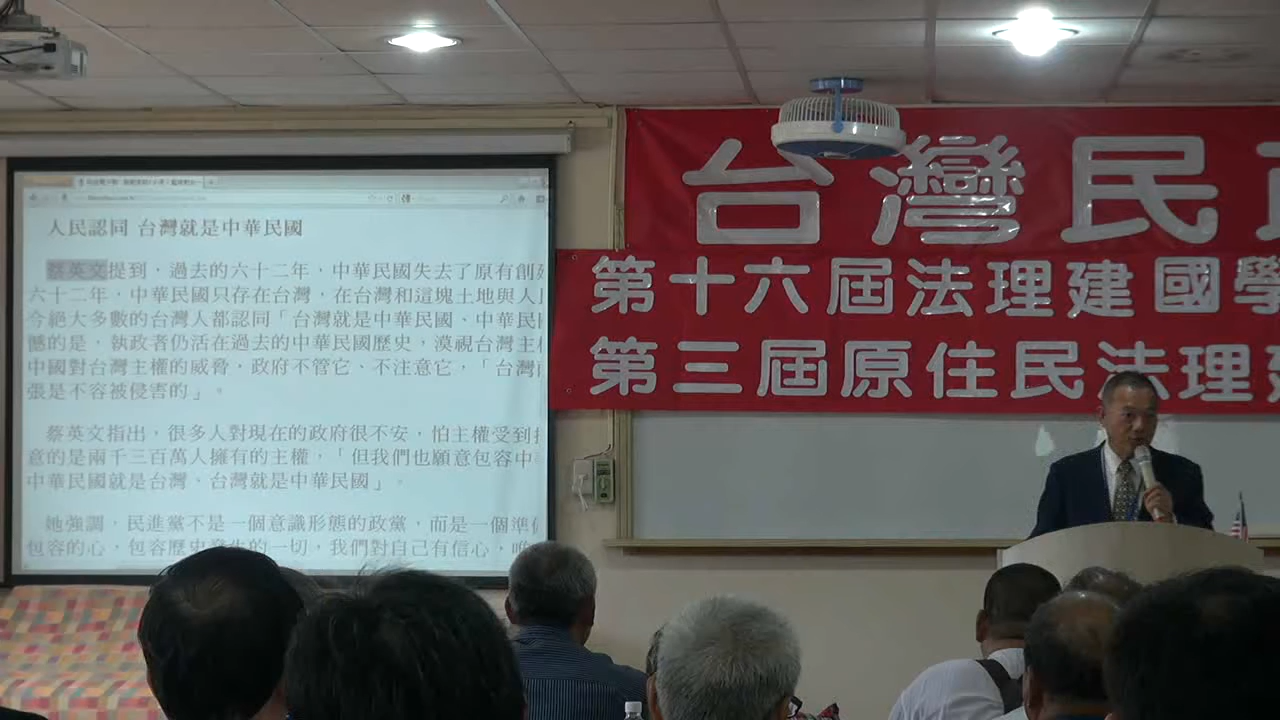 人民認同 台灣就是中華民國
蔡英文提到，過去的六十二年，中華民國失去了原有創
六十二年，中華民國只存在台灣，在台灣和這塊土地與人民
今絕大多數的台灣人都認同「台灣就是中華民國、中華民
憾的是，執政者仍活在過去的中華民國歷史，漠視台灣主
中國對台灣主權的威脅，政府不管它、不注意它，「台灣
張是不容被侵害的」。
蔡英文指出，很多人對現在的政府很不安，怕主權受到
意的是兩千三百萬人擁有的主權，「但我們也願意包容中
中華民國就是台灣、台灣就是中華民國」。
她強調，民進黨不是一個意識形態的政黨，而是一個準
包容的心，包容歷史發生的一切，我們對自己有信心，唯
台灣民
第十六屆法理建國學
第三屆原住民法理建